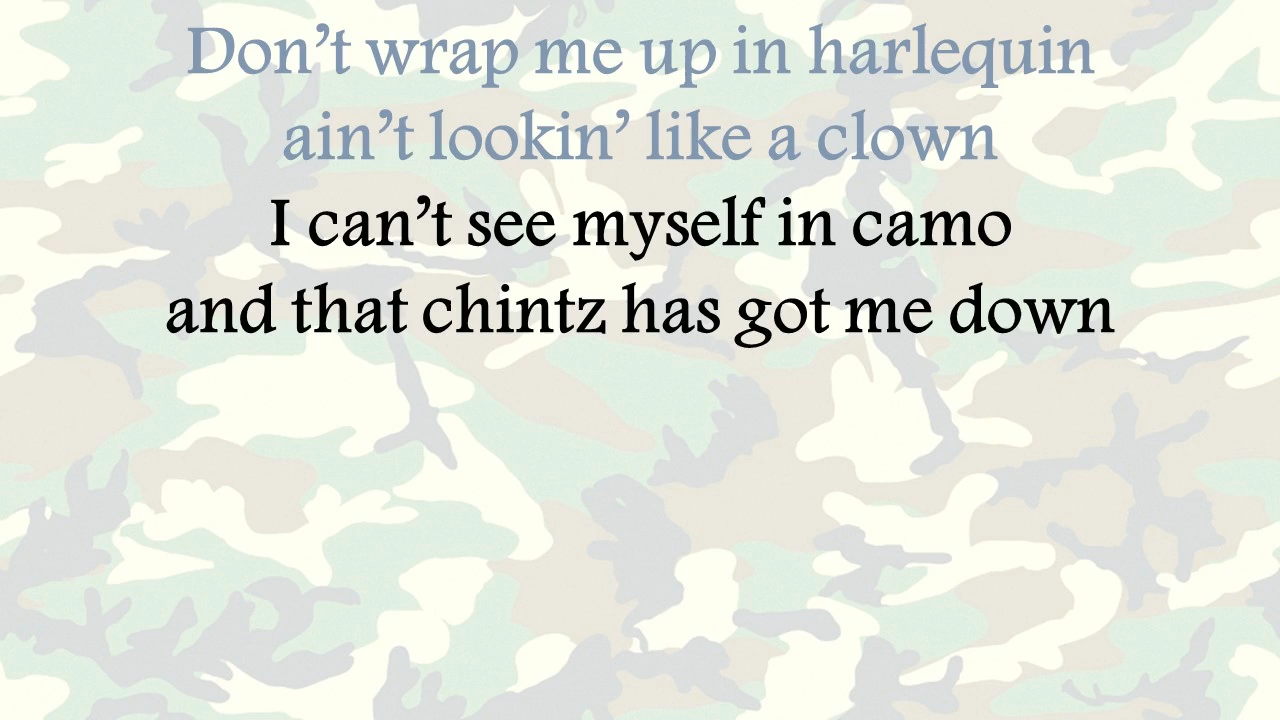 Don’t wrap me up in harlequin
ain’t lookin’ like a clown
I can’t see myself in camo
and that chintz has got me down